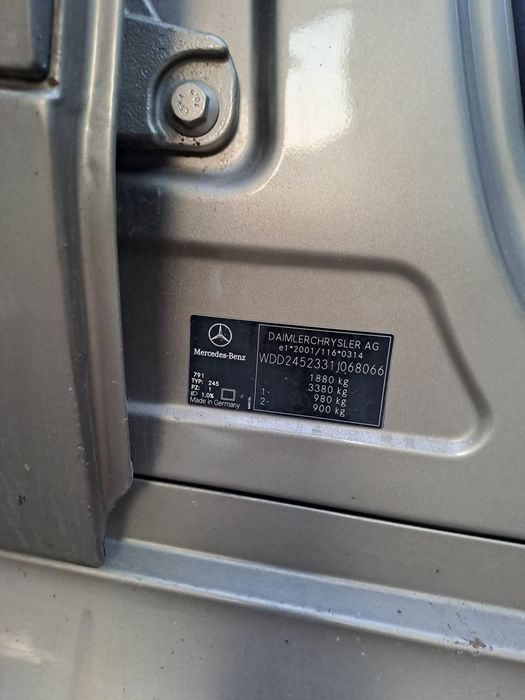 Mercedes-Benz
791
TYP: 245
PZ: 1
1.0%
Made in Germany
DAIMLERCHRYSLER AG
e1*2001/116*0314
WDD2452331J068066
1880 kg
1- 3380 kg
2- 980 kg
900 kg